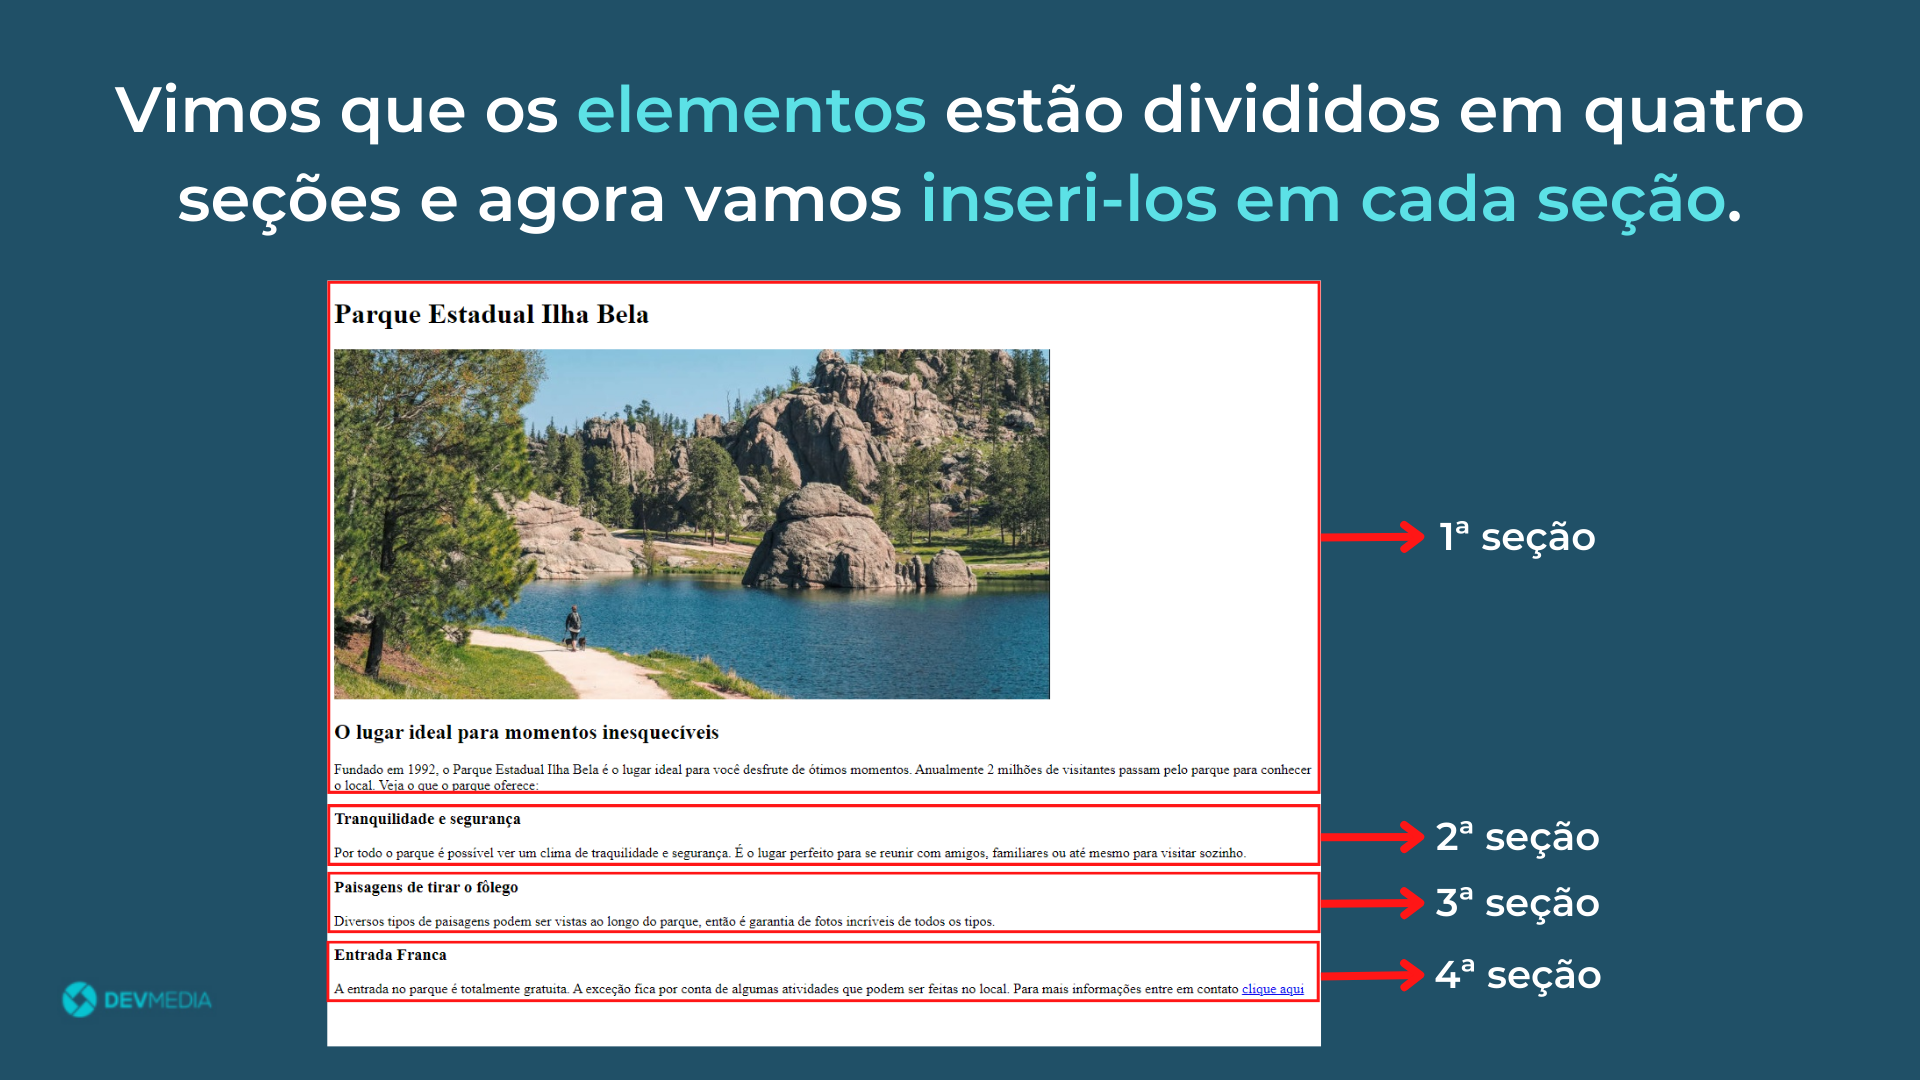 Vimos que os elementos estão divididos em quatro
seções e agora vamos inseri-los em cada seção.
Parque Estadual Ilha Bela
O lugar ideal para momentos inesquecíveis
Fundado em 1992, o Parque Estadual Ilha Bela é o lugar ideal para você desfrute de ótimos momentos. Anualmente 2 milhões de visitantes passam pelo parque para conhecer
o local. Veja o que o parque oferece:
1ª seção
Tranquilidade e segurança
Por todo o parque é possível ver um clima de traquilidade e segurança. É o lugar perfeito para se reunir com amigos, familiares ou até mesmo para visitar sozinho.
2ª seção
Paisagens de tirar o fôlego
Diversos tipos de paisagens podem ser vistas ao longo do parque, então é garantia de fotos incríveis de todos os tipos.
3ª seção
Entrada Franca
A entrada no parque é totalmente gratuita. A exceção fica por conta de algumas atividades que podem ser feitas no local. Para mais informações entre em contato clique aqui
4ª seção
DEVMEDIA